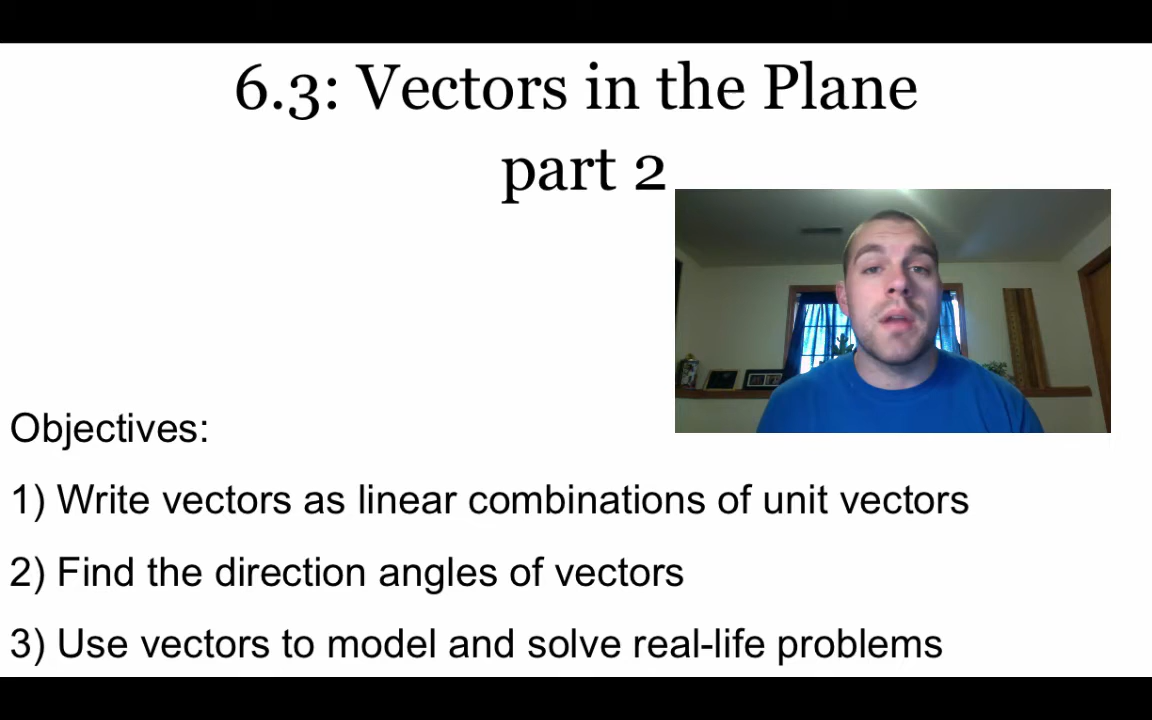 6.3: Vectors in the Plane
part 2
Objectives:
1) Write vectors as linear combinations of unit vectors
2) Find the direction angles of vectors
3) Use vectors to model and solve real-life problems